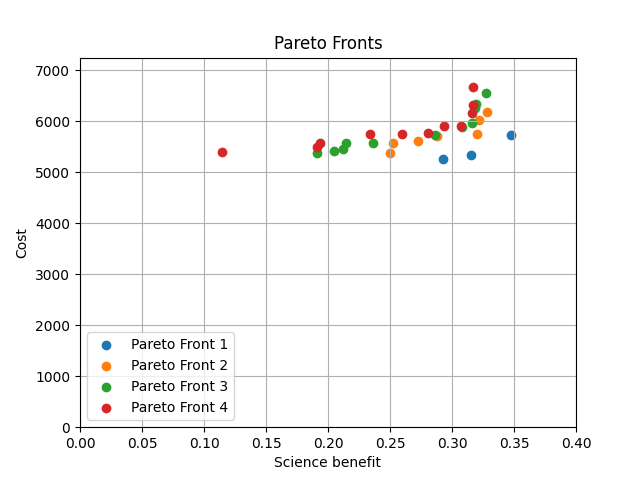 Pareto Fronts
7000
6000
5000
4000
3000
2000
1000
0
Cost
Pareto Front 1
Pareto Front 2
Pareto Front 3
Pareto Front 4
0.00 0.05 0.10 0.15 0.20 0.25 0.30 0.35 0.40
Science benefit